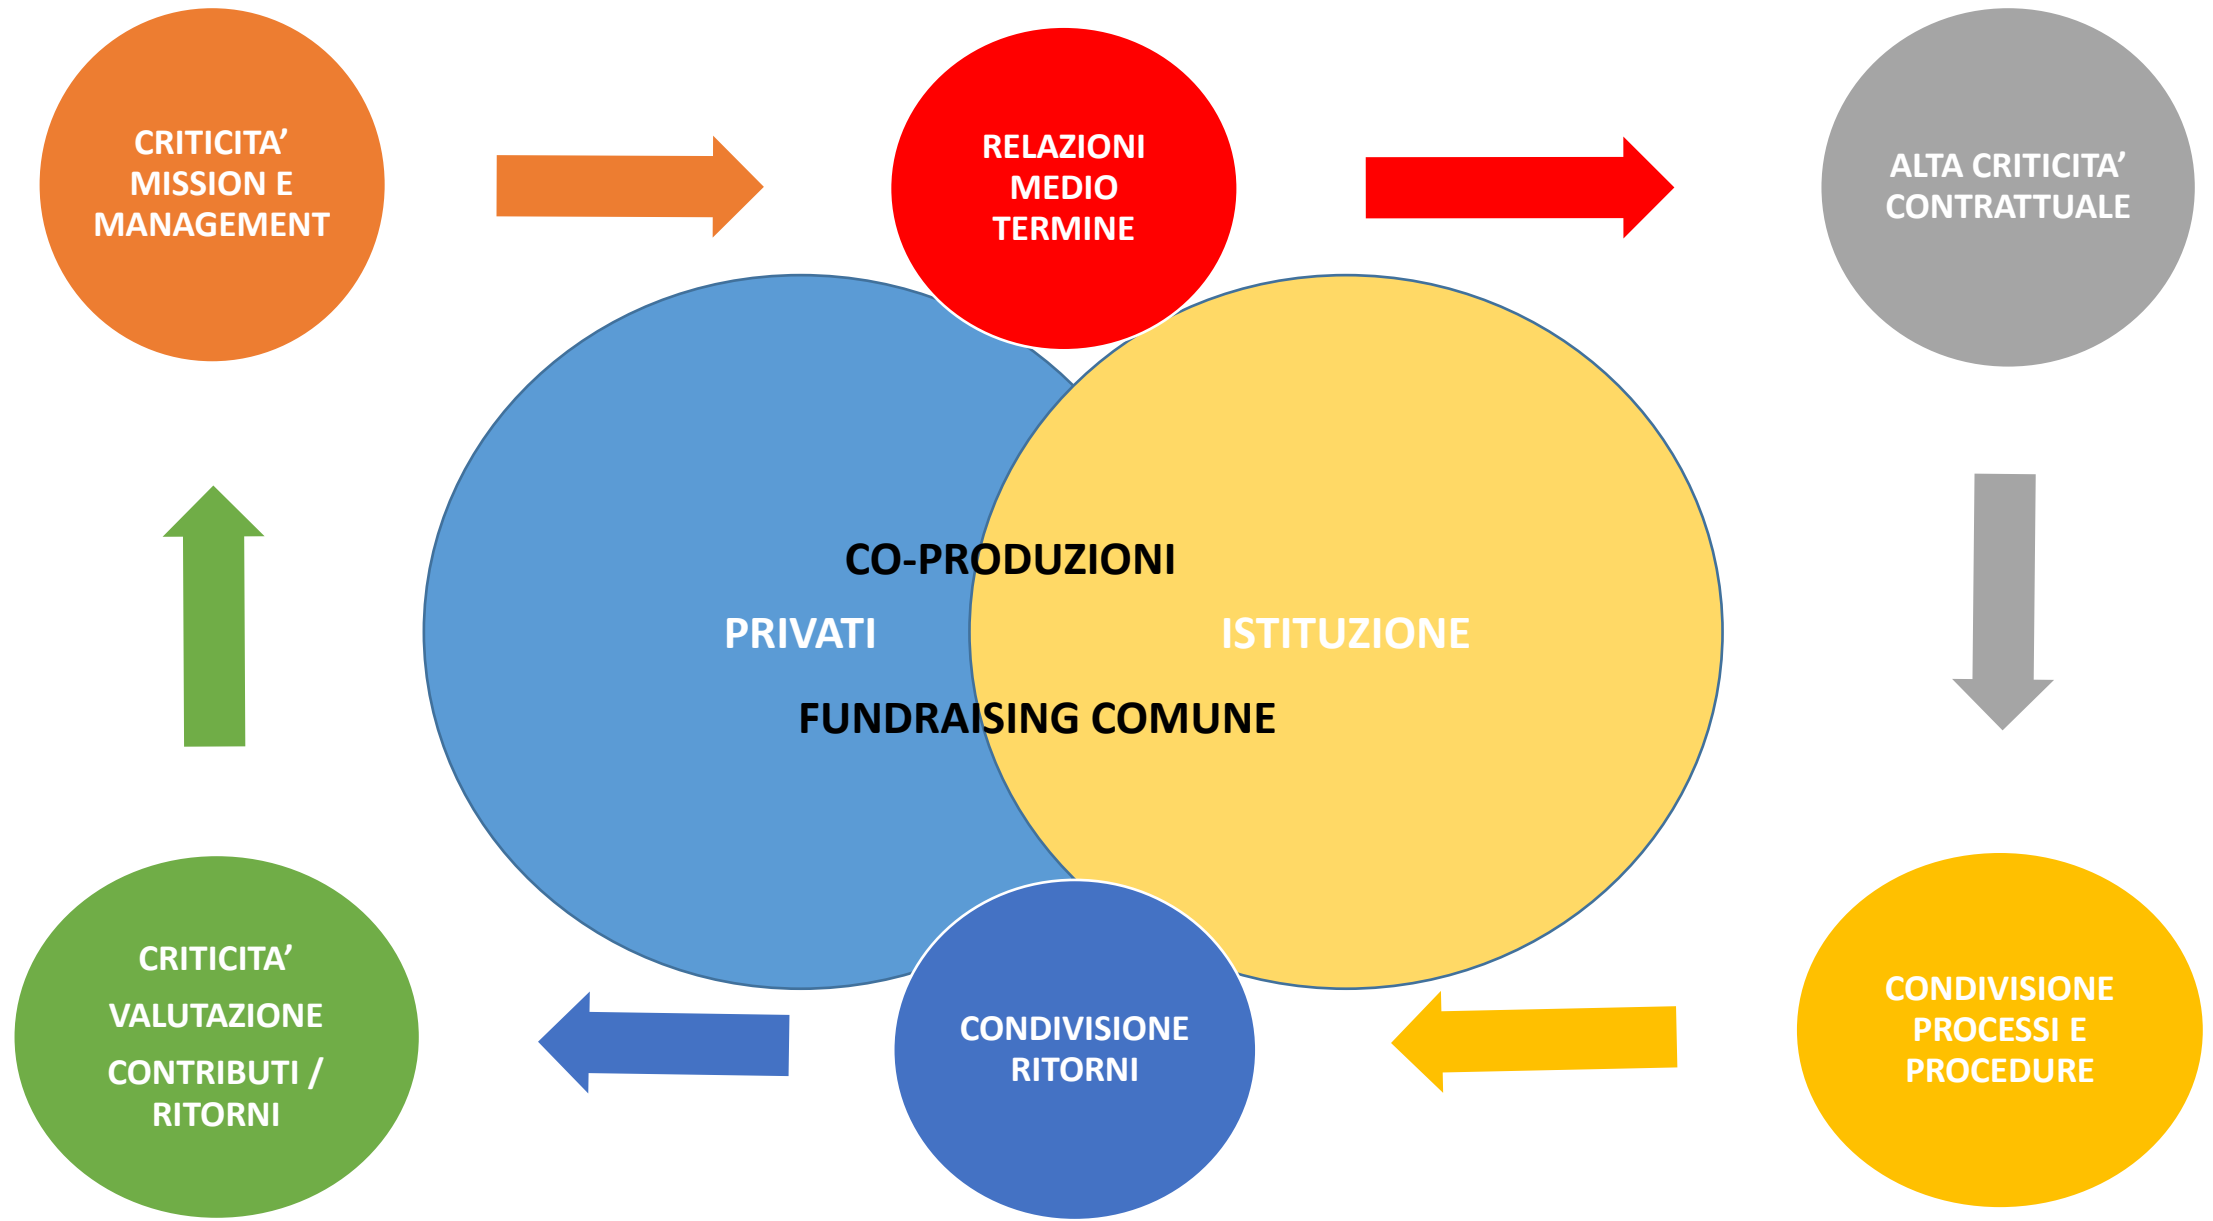 CRITICITA’
MISSION E
MANAGEMENT
RELAZIONI
MEDIO
TERMINE
ALTA CRITICITA’
CONTRATTUALE
CO-PRODUZIONI
PRIVATI
ISTITUZIONE
FUNDRAISING COMUNE
CRITICITA’
VALUTAZIONE
CONTRIBUTI /
RITORNI
CONDIVISIONE
RITORNI
CONDIVISIONE
PROCESSI E
PROCEDURE